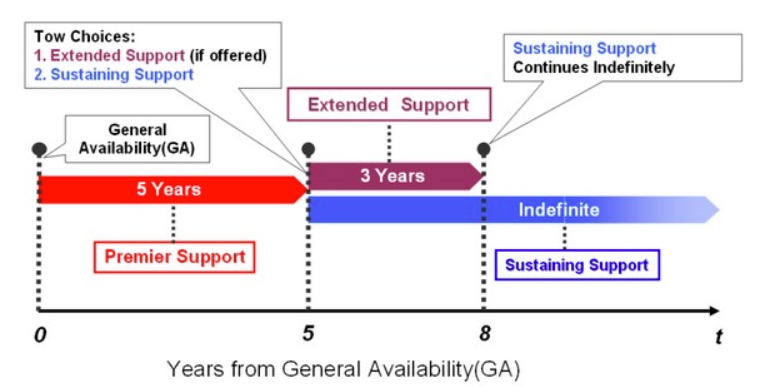 Tow Choices:
1. Extended Support (if offered)
2. Sustaining Support
Sustaining Support
Continues Indefinitely
Extended Support
General
Availability(GA)
3 Years
5 Years
Indefinite
Premier Support
Sustaining Support
0
5
8
t
Years from General Availability(GA)